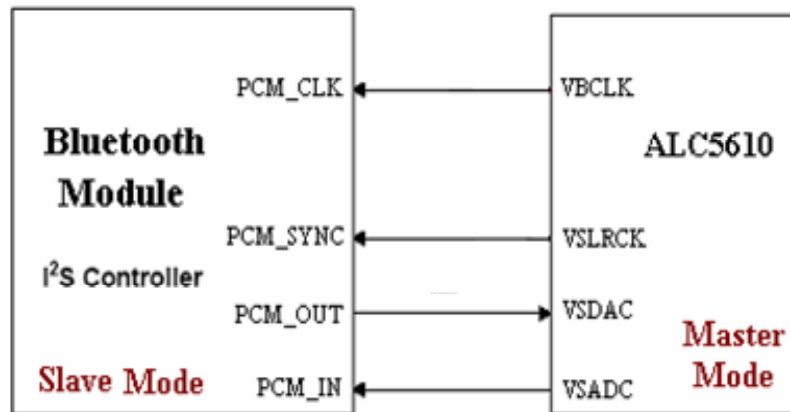 PCM_CLK VBCLK
Bluetooth
Module
ALC5610
PCM_SYNC VSLRCK
I²S Controller
PCM_OUT VSDAC
Slave Mode
PCM_IN VSADC
Master
Mode